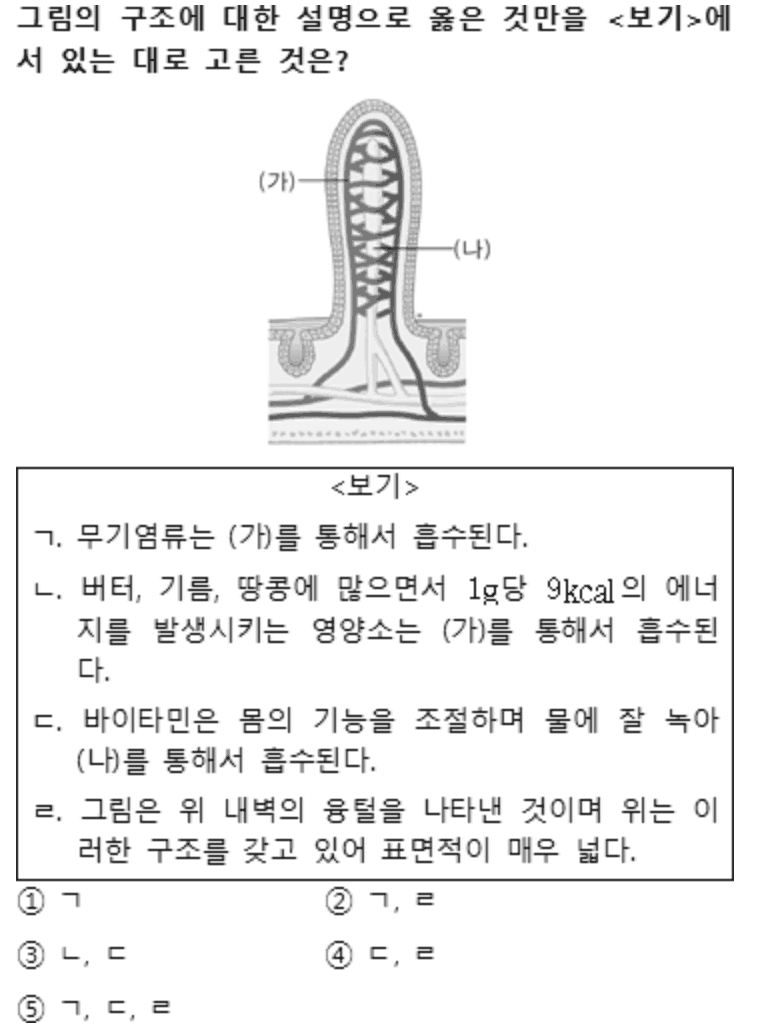 그림의 구조에 대한 설명으로 옳은 것만을 <보기>에
서 있는 대로 고른 것은?
(가)
(나)
<보기>
ㄱ. 무기염류는 (가)를 통해서 흡수된다.
ㄴ. 버터, 기름, 땅콩에 많으면서 1g당 9kcal의 에너
지를 발생시키는 영양소는 (가)를 통해서 흡수된
다.
ㄷ. 바이타민은 몸의 기능을 조절하며 물에 잘 녹아
(나)를 통해서 흡수된다.
ㄹ. 그림은 위 내벽의 융털을 나타낸 것이며 위는 이
러한 구조를 갖고 있어 표면적이 매우 넓다.
① ㄱ ② ㄱ, ㄹ
③ ㄴ, ㄷ ④ ㄷ, ㄹ
⑤ ㄱ, ㄷ, ㄹ